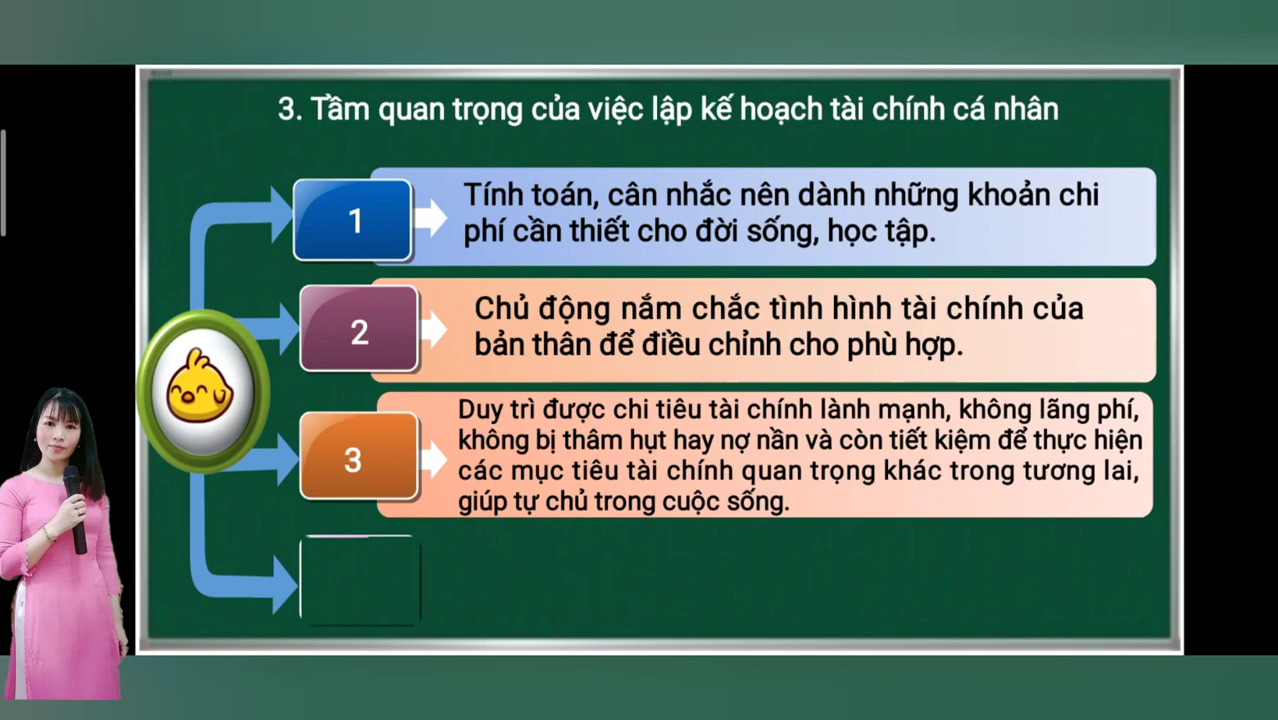 3. Tầm quan trọng của việc lập kế hoạch tài chính cá nhân
1
Tính toán, cân nhắc nên dành những khoản chi
phí cần thiết cho đời sống, học tập.
2
Chủ động nắm chắc tình hình tài chính của
bản thân để điều chỉnh cho phù hợp.
3
Duy trì được chi tiêu tài chính lành mạnh, không lãng phí,
không bị thâm hụt hay nợ nần và còn tiết kiệm để thực hiện
các mục tiêu tài chính quan trọng khác trong tương lai,
giúp tự chủ trong cuộc sống.